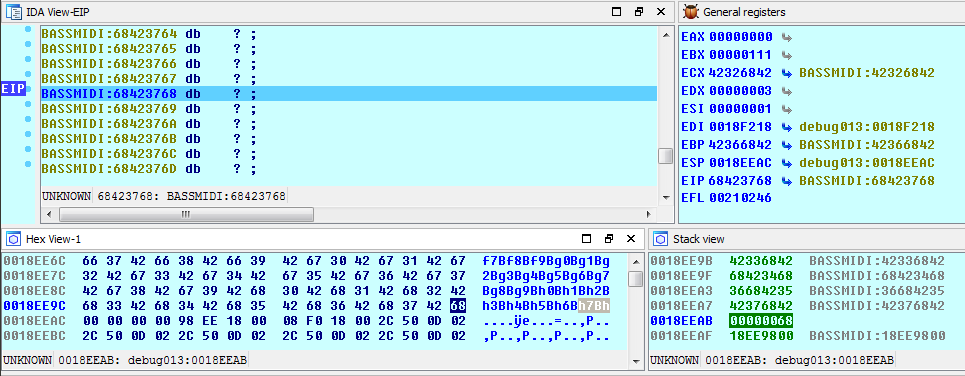 IDA View-EIP
BASSMIDI:68423764 db ? ;
BASSMIDI:68423765 db ? ;
BASSMIDI:68423766 db ? ;
BASSMIDI:68423767 db ? ;
EIP BASSMIDI:68423768 db ? ;
BASSMIDI:68423769 db ? ;
BASSMIDI:6842376A db ? ;
BASSMIDI:6842376B db ? ;
BASSMIDI:6842376C db ? ;
BASSMIDI:6842376D db ? ;
UNKNOWN 68423768: BASSMIDI:68423768
General registers
EAX 00000000
EBX 00000111
ECX 42326842 BASSMIDI:42326842
EDX 00000003
ESI 00000001
EDI 0018F218 debug013:0018F218
EBP 42366842 BASSMIDI:42366842
ESP 0018EEAC debug013:0018EEAC
EIP 68423768 BASSMIDI:68423768
EFL 00210246
Hex View-1
0018EE6C 66 37 42 66 38 42 66 39 42 67 30 42 67 31 42 67 f7Bf8Bf9Bg0Bg1Bg
0018EE7C 32 42 67 33 42 67 34 42 67 35 42 67 36 42 67 37 2Bg3Bg4Bg5Bg6Bg7
0018EE8C 42 67 38 42 67 39 42 68 30 42 68 31 42 68 32 42 Bg8Bg9Bh0Bh1h2B
0018EE9C 68 33 42 68 34 42 68 35 42 68 36 42 68 37 42 68 h3Bh4Bh5Bh6Bh7Bh
0018EEAC 00 00 00 00 98 EE 18 00 08 F0 18 00 2C 50 0D 02 ....ÿe...=..,P..
0018EEBC 2C 50 0D 02 2C 50 0D 02 2C 50 0D 02 2C 50 0D 02 ,P..,P..,P..,P..
UNKNOWN 0018EEAB: debug013:0018EEAB
Stack view
0018EE9B 42336842 BASSMIDI:42336842
0018EE9F 68423468 BASSMIDI:68423468
0018EEA3 36684235 BASSMIDI:36684235
0018EEA7 42376842 BASSMIDI:42376842
0018EEAB 00000068
0018EEAF 18EE9800 BASSMIDI:18EE9800
UNKNOWN 0018EEAB: debug013:0018EEAB